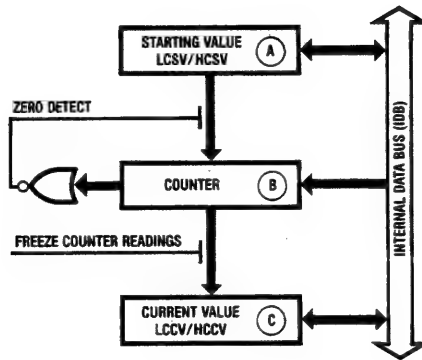 STARTING VALUE
LCSV/HCSV
A
ZERO DETECT
COUNTER
B
INTERNAL DATA BUS (IDB)
FREEZE COUNTER READINGS
CURRENT VALUE
LCCV/HCCV
C